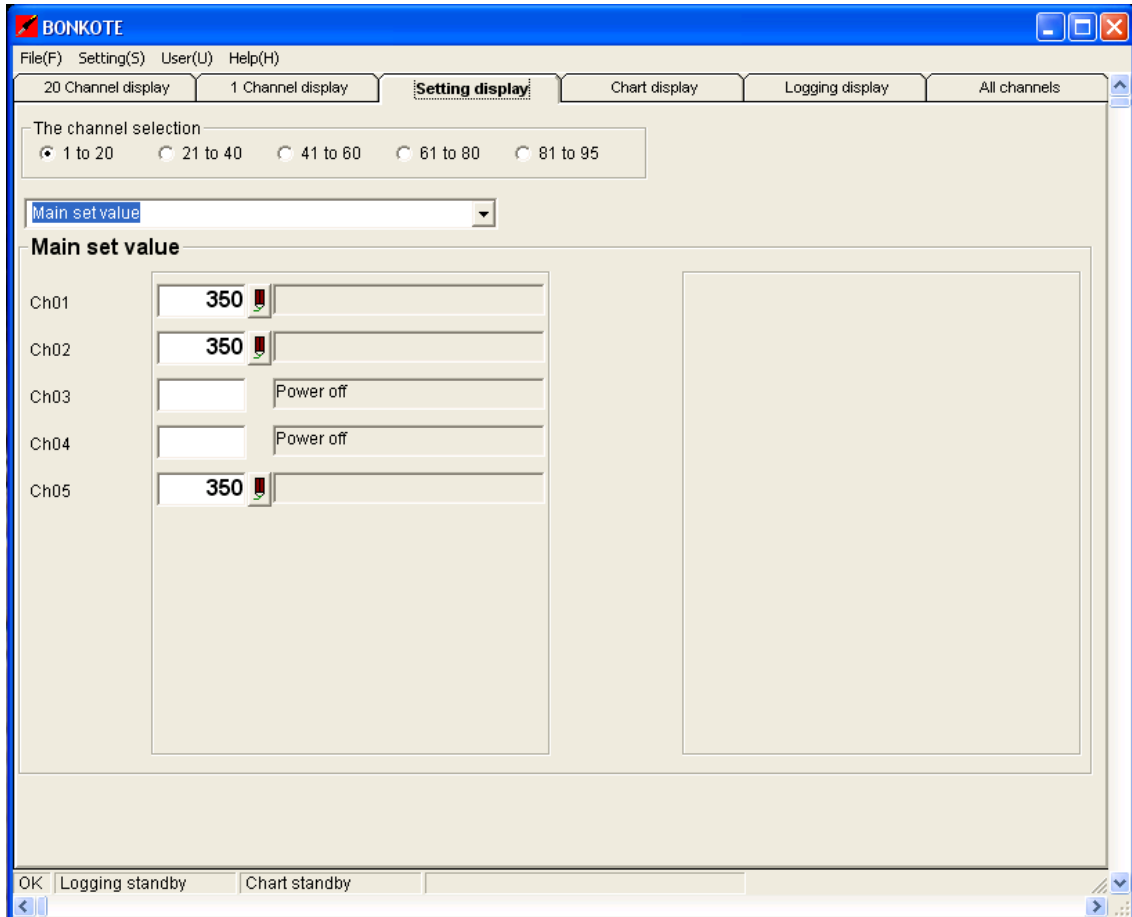 BONKOTE
File(F) Setting(S) User(U) Help(H)
20 Channel display 1 Channel display Setting display Chart display Logging display All channels
The channel selection
1 to 20 21 to 40 41 to 60 61 to 80 81 to 95
Main set value
Main set value
Ch01 350
Ch02 350
Ch03 Power off
Ch04 Power off
Ch05 350
OK Logging standby Chart standby